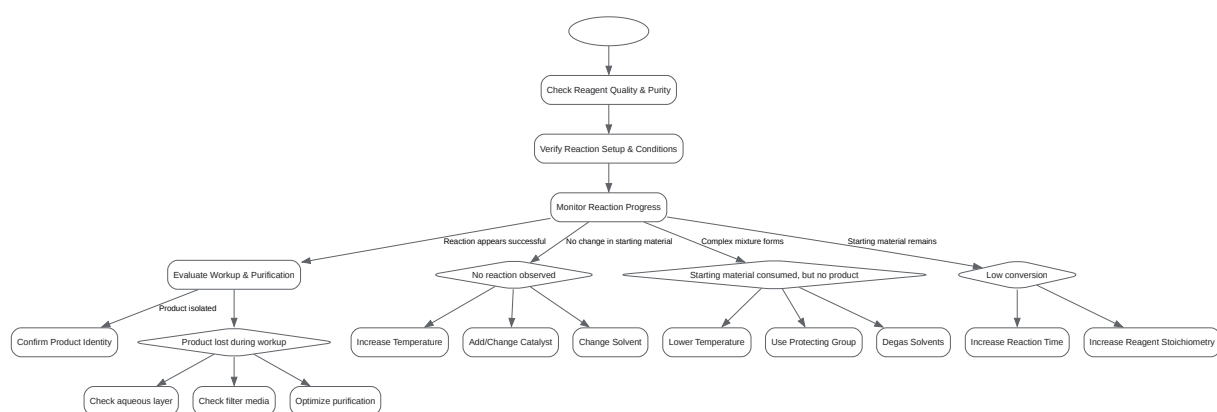 Check Reagent Quality & Purity
Verify Reaction Setup & Conditions
Monitor Reaction Progress
Reaction appears successful
No change in starting material
Complex mixture forms
Starting material remains
Evaluate Workup & Purification
No reaction observed
Starting material consumed, but no product
Low conversion
Product isolated
Confirm Product Identity
Product lost during workup
Increase Temperature
Add/Change Catalyst
Change Solvent
Lower Temperature
Use Protecting Group
Degas Solvents
Increase Reaction Time
Increase Reagent Stoichiometry
Check aqueous layer
Check filter media
Optimize purification